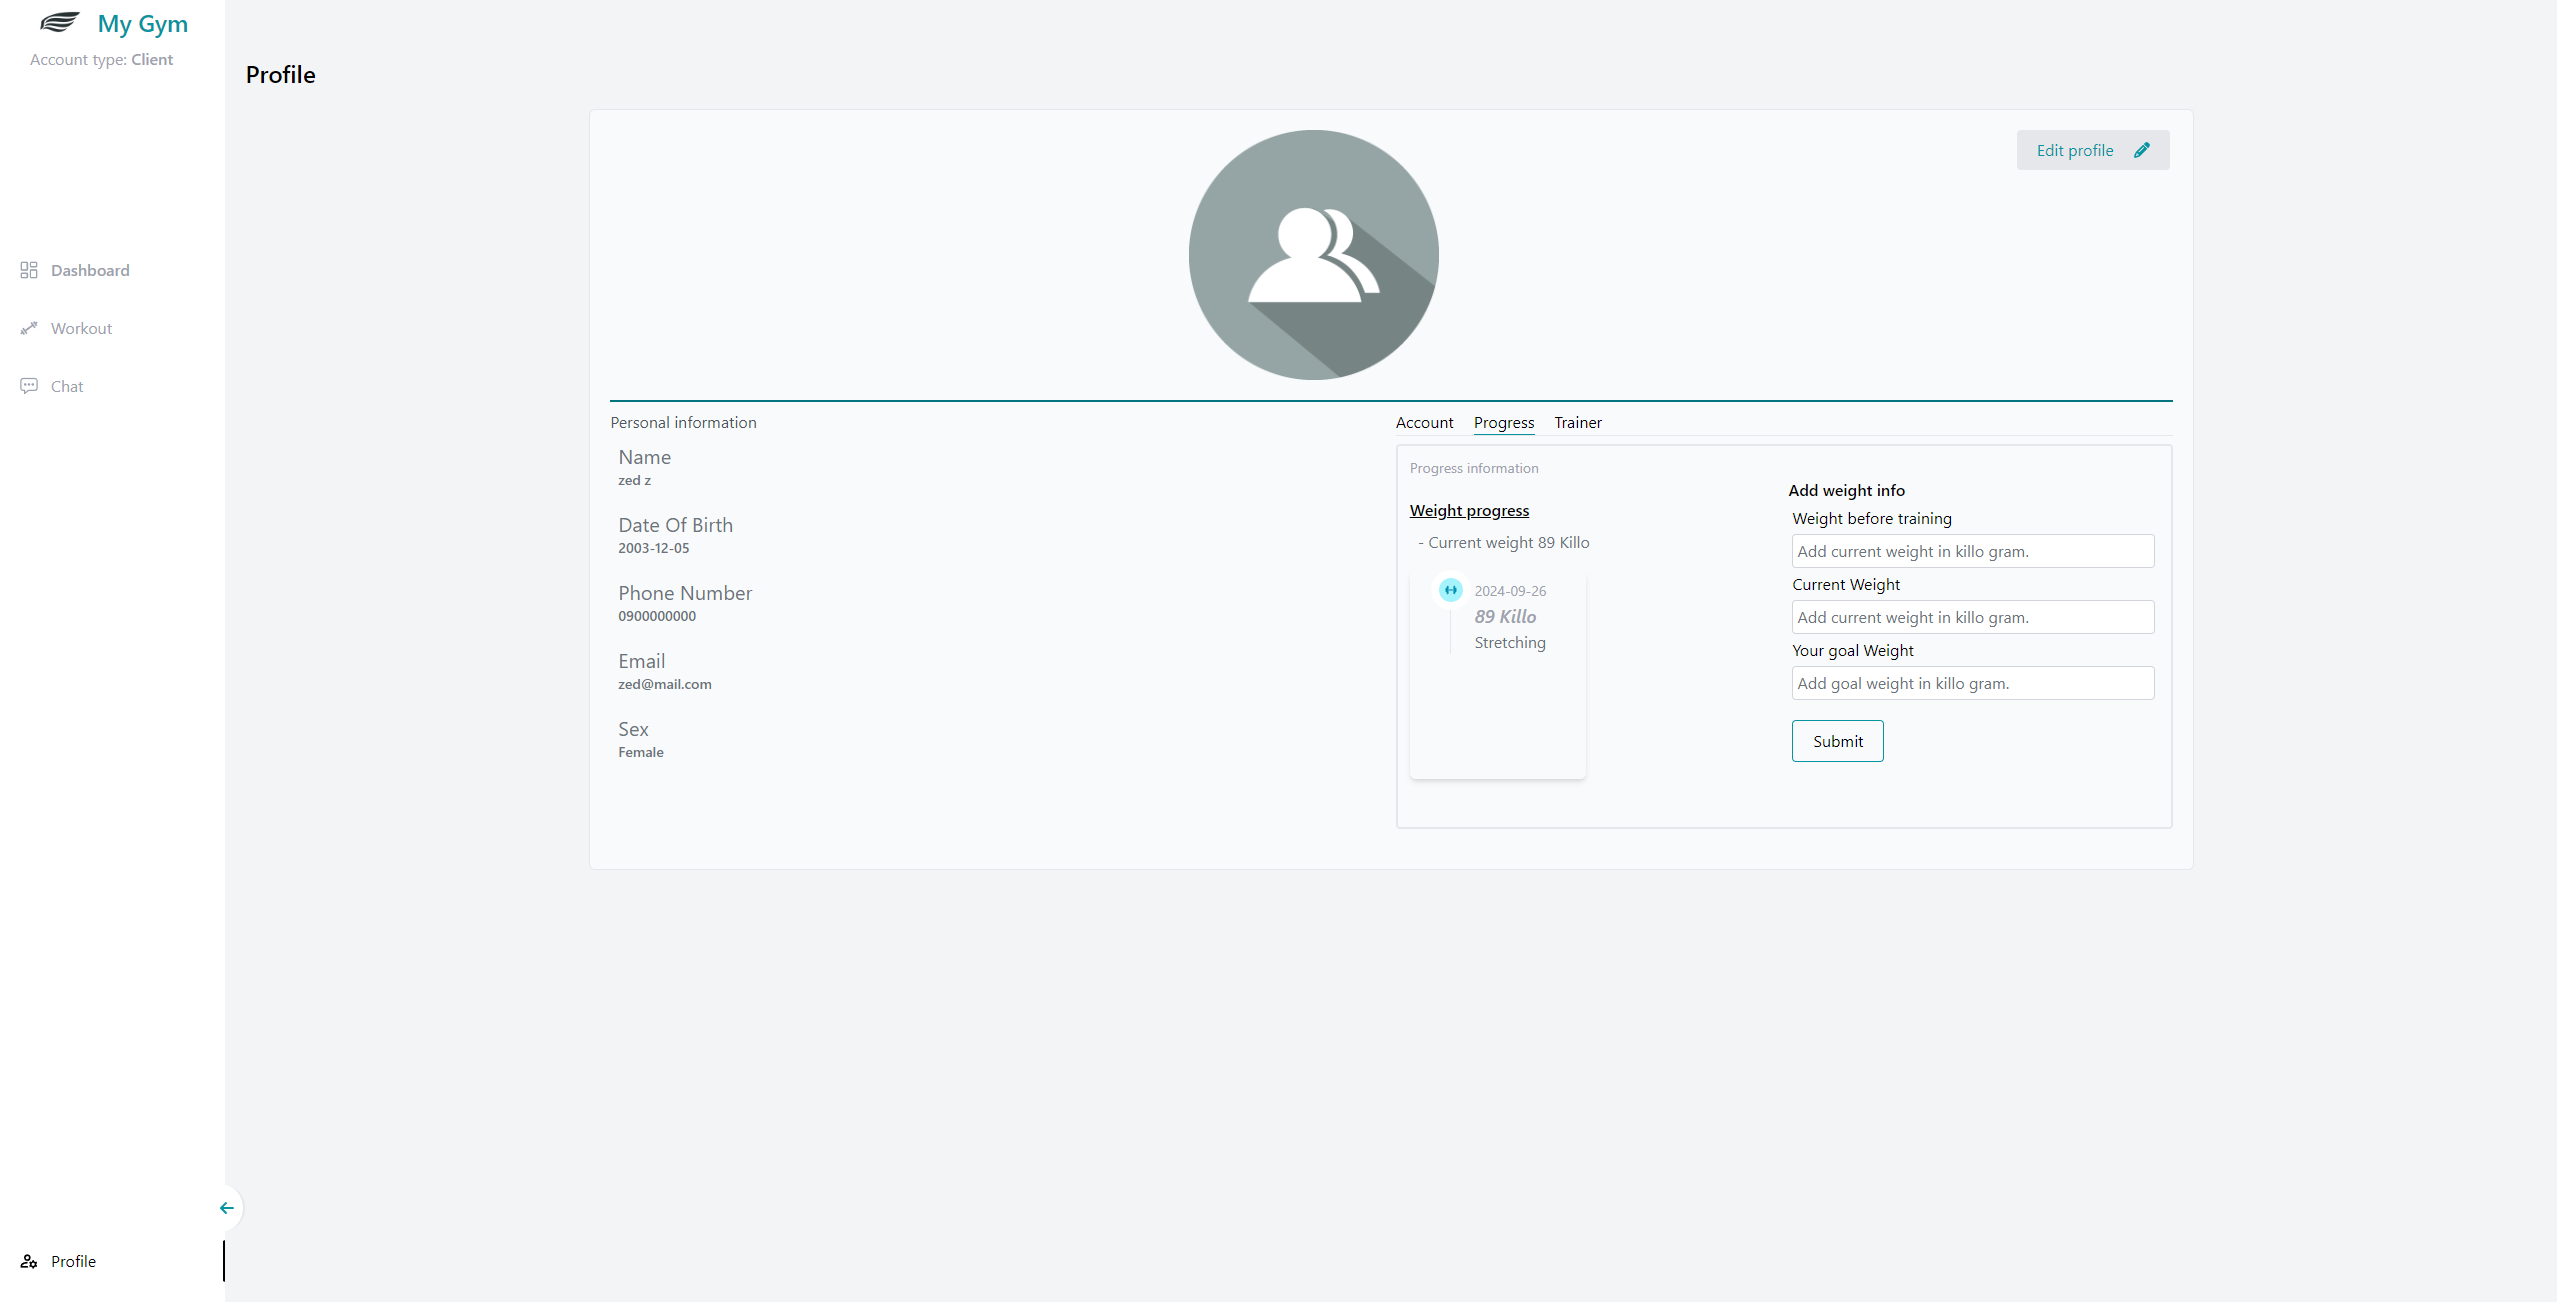 My Gym
Account type: Client
Dashboard
Workout
Chat
Profile
Profile
Edit profile
Personal information
Name
zed z
Date Of Birth
2003-12-05
Phone Number
0900000000
Email
zed@mail.com
Sex
Female
Account Progress Trainer
Progress information
Weight progress
- Current weight 89 Killo
2024-09-26
89 Killo
Stretching
Add weight info
Weight before training
Add current weight in killo gram.
Current Weight
Add current weight in killo gram.
Your goal Weight
Add goal weight in killo gram.
Submit